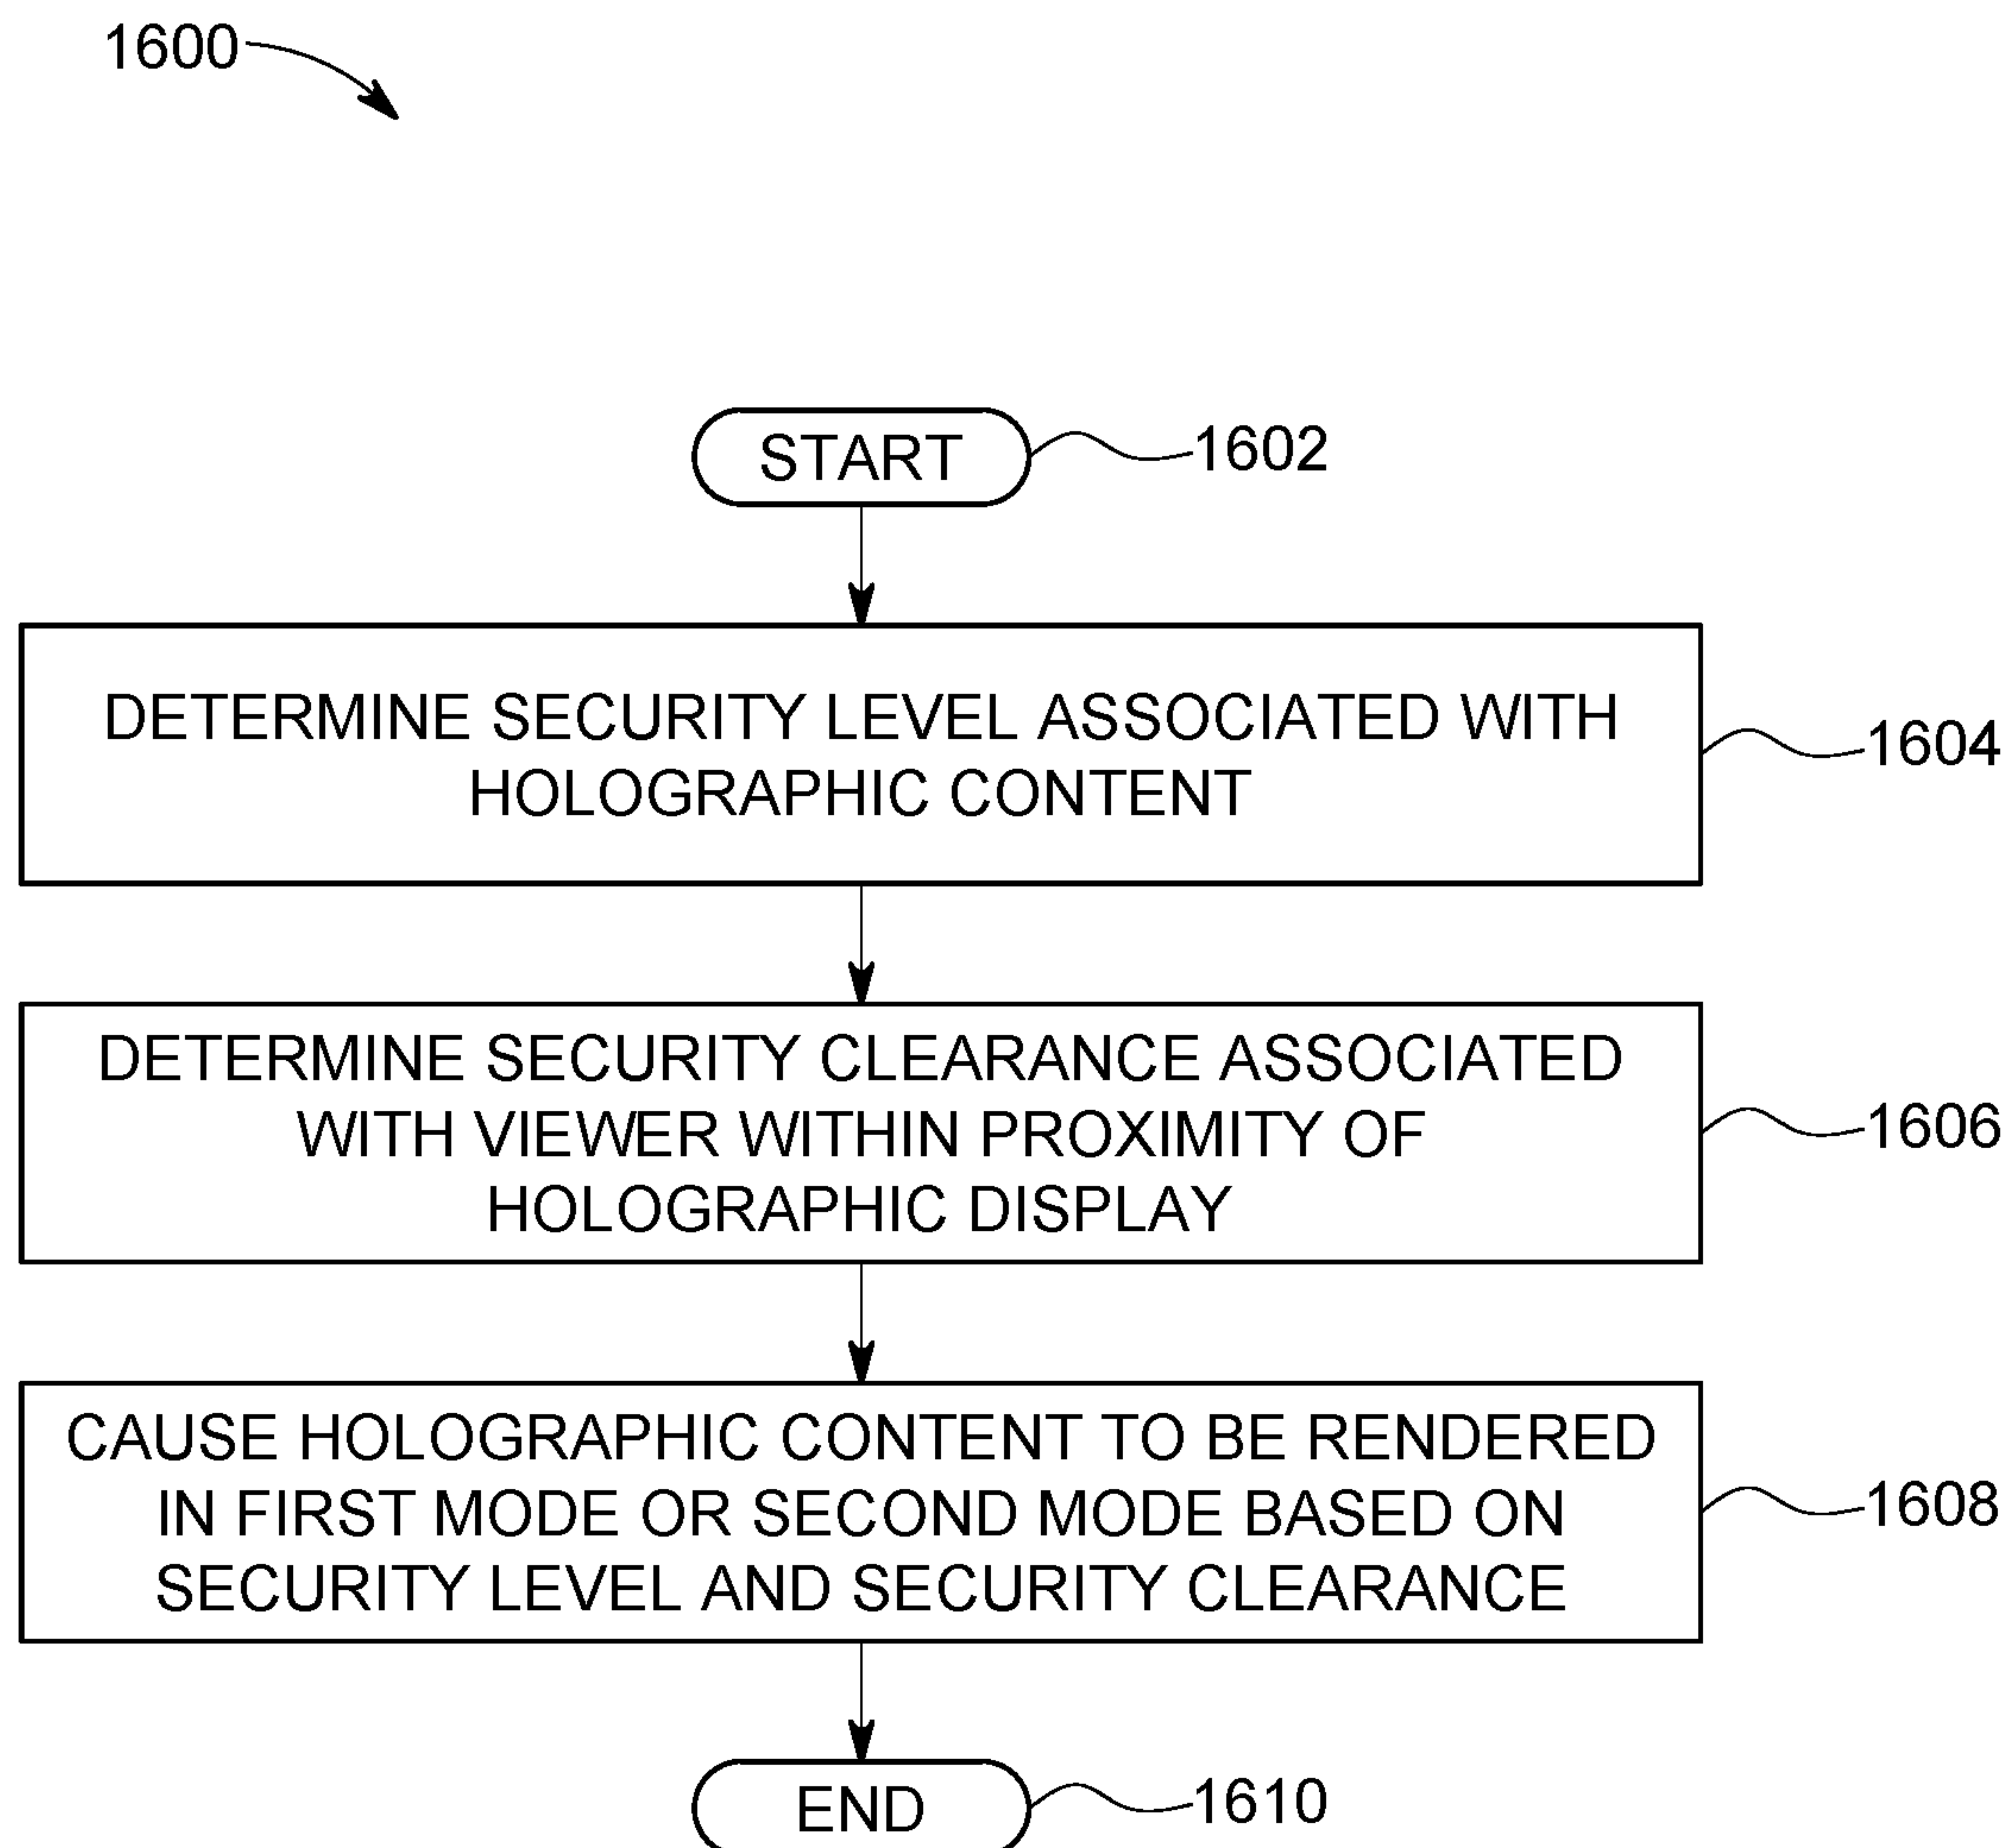 1600
START
1602
DETERMINE SECURITY LEVEL ASSOCIATED WITH
HOLOGRAPHIC CONTENT
1604
DETERMINE SECURITY CLEARANCE ASSOCIATED
WITH VIEWER WITHIN PROXIMITY OF
HOLOGRAPHIC DISPLAY
1606
CAUSE HOLOGRAPHIC CONTENT TO BE RENDERED
IN FIRST MODE OR SECOND MODE BASED ON
SECURITY LEVEL AND SECURITY CLEARANCE
1608
END
1610